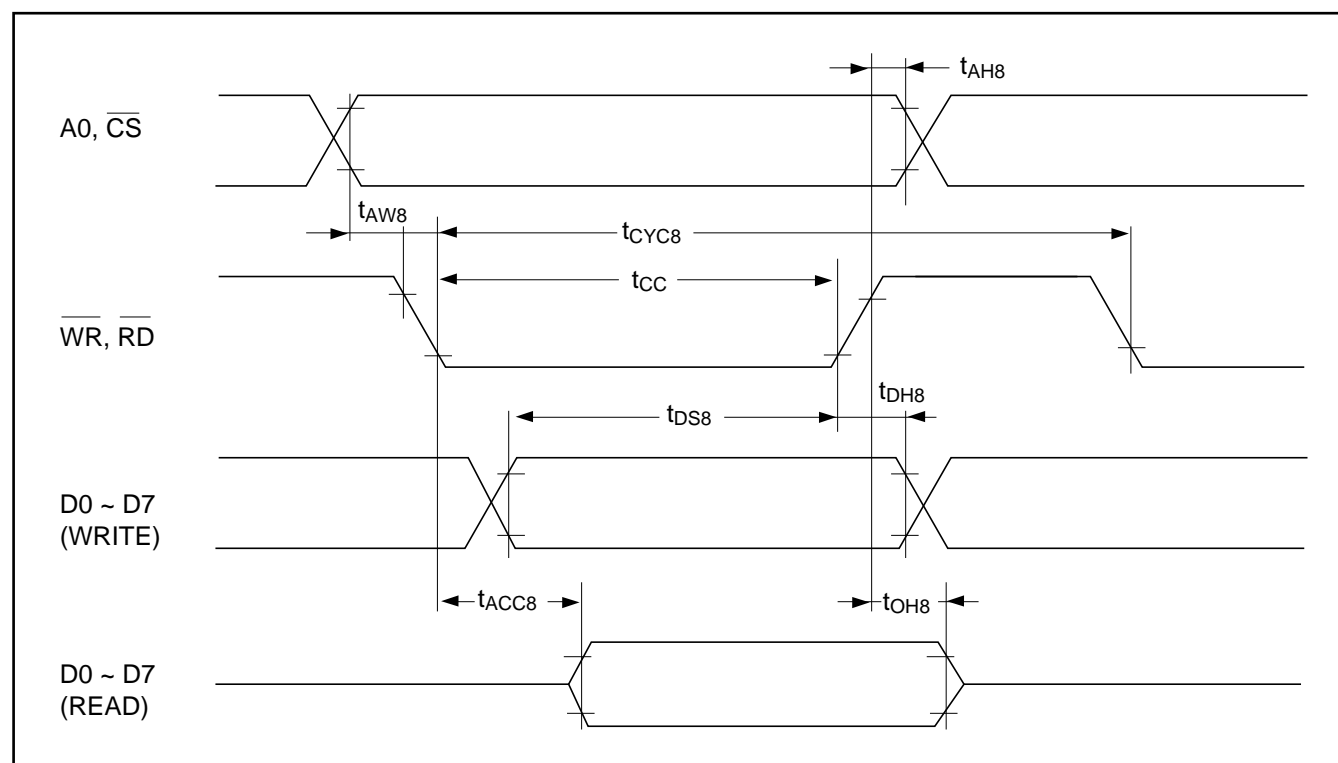 tAH8
A0, CS
tAW8
tCYC8
tCC
WR, RD
tDH8
tDS8
D0 ~ D7
(WRITE)
tACC8
tOH8
D0 ~ D7
(READ)